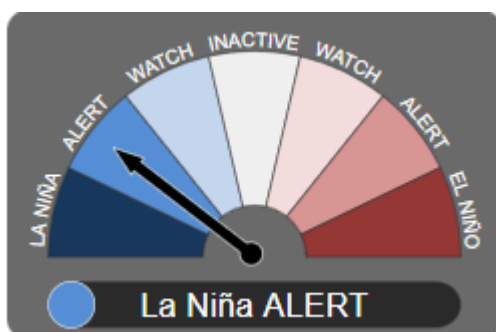 LA NIÑA
ALERT
WATCH
INACTIVE
WATCH
ALERT
EL NIÑO
La Niña ALERT